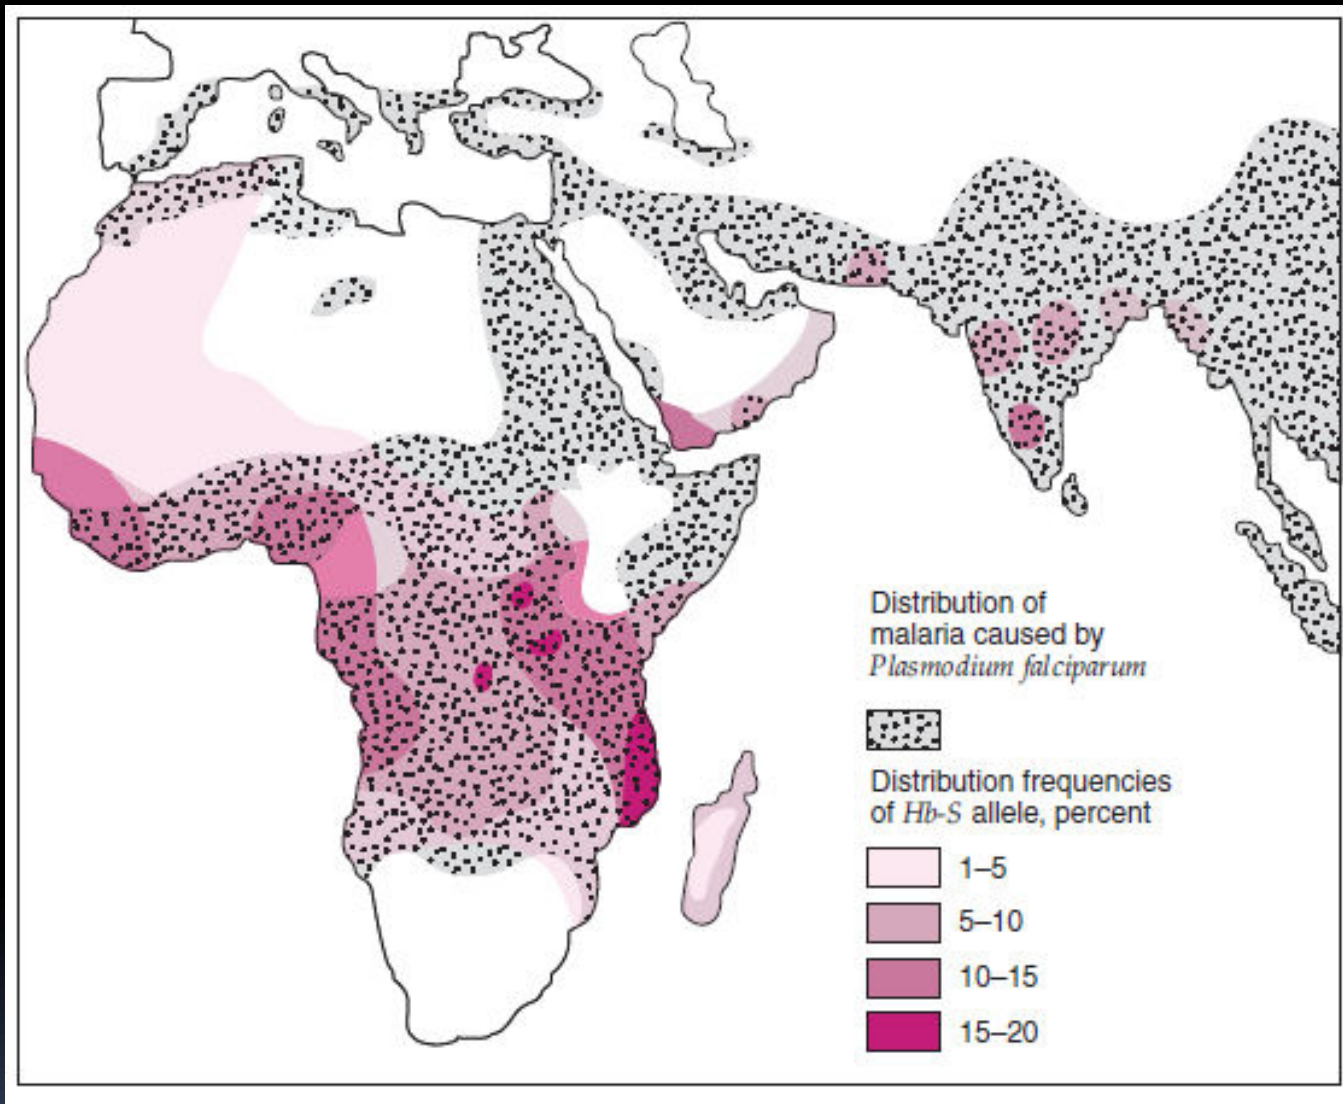 Distribution of
malaria caused by
Plasmodium falciparum
Distribution frequencies
of Hb-S allele, percent
1–5
5–10
10–15
15–20